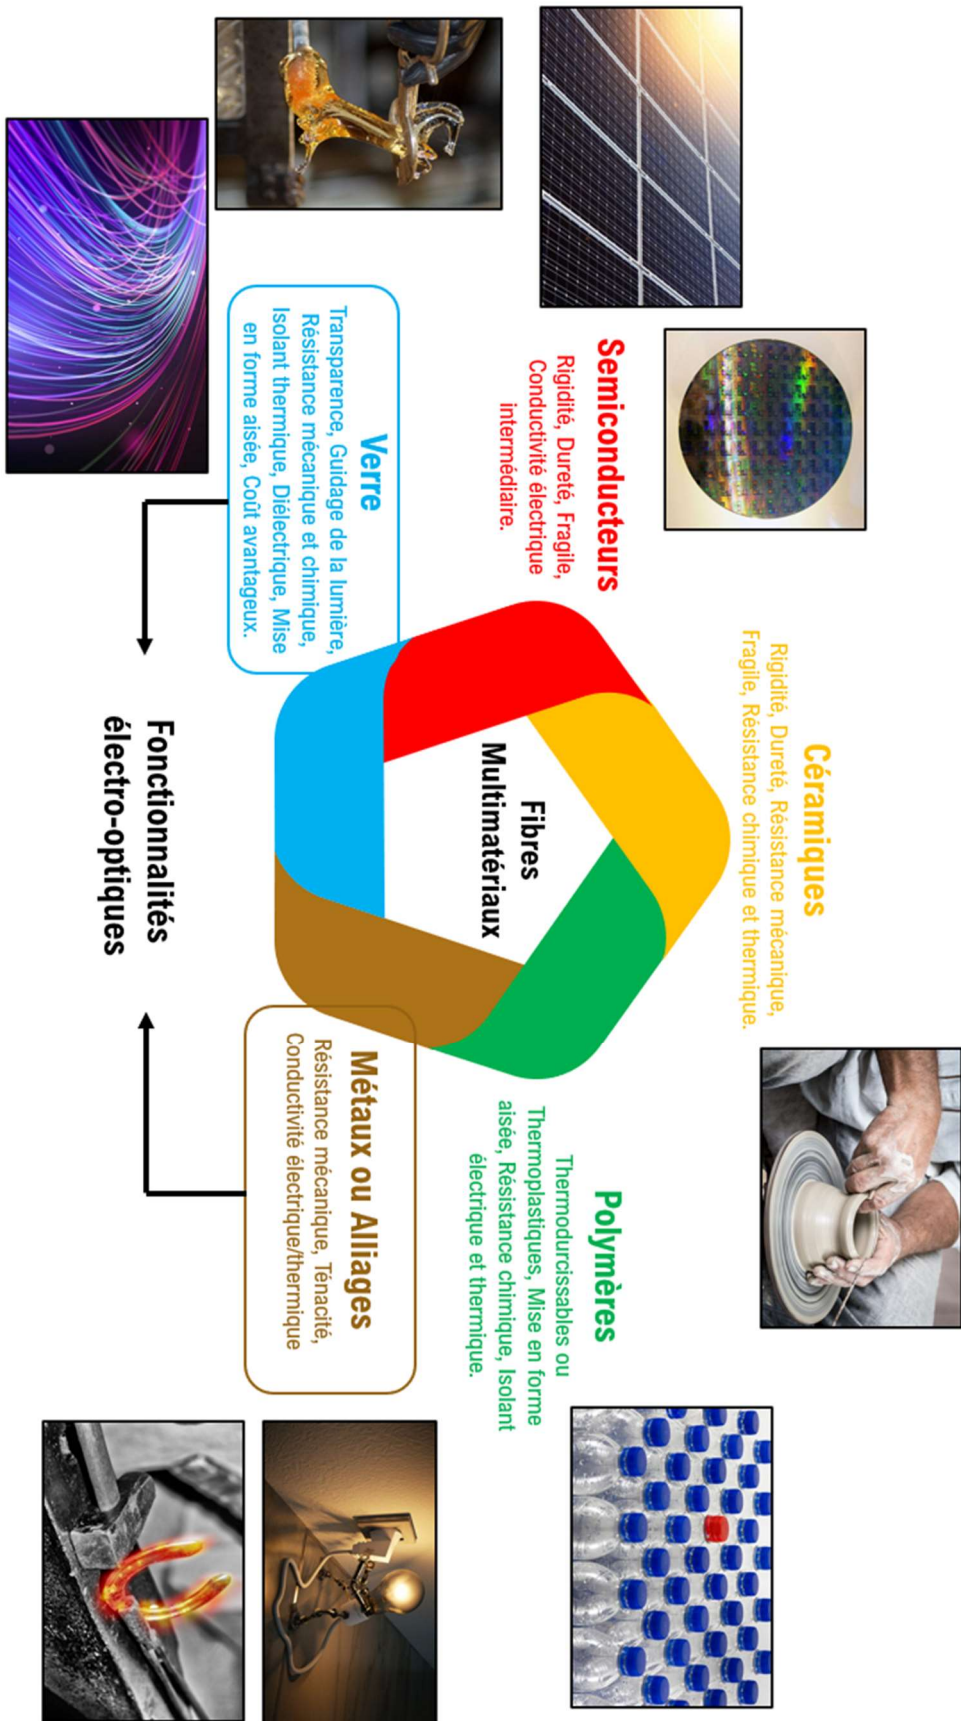 Céramiques
Rigidité, Dureté, Résistance mécanique,
Fragile, Résistance chimique et thermique.
Semiconducteurs
Rigidité, Dureté, Fragile,
Conductivité électrique
intermédiaire.
Polymères
Thermodurcissables ou
Thermoplastiques, Mise en forme
aisée, Résistance chimique, Isolant
électrique et thermique.
Fibres
Multimatériaux
Verre
Transparence, Guidage de la lumière,
Résistance mécanique et chimique,
Isolant thermique, Diélectrique, Mise
en forme aisée, Coût avantageux.
Métaux ou Alliages
Résistance mécanique, Ténacité,
Conductivité électrique/thermique
Fonctionnalités
électro-optiques